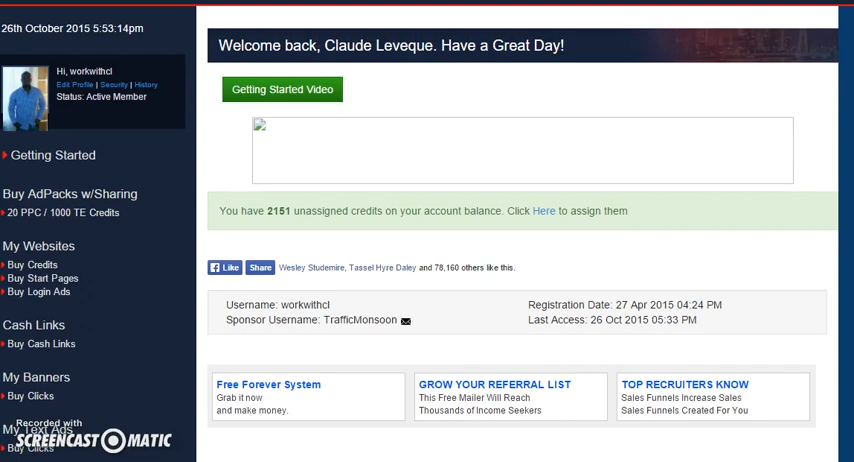 26th October 2015 5:53:14pm
Hi, workwithcl
Edit Profile | Security | History
Status: Active Member
Getting Started
Buy AdPacks w/Sharing
20 PPC / 1000 TE Credits
My Websites
Buy Credits
Buy Start Pages
Buy Login Ads
Cash Links
Buy Cash Links
My Banners
Buy Clicks
My Text Ads
Buy Clicks
Recorded with
SCREENCAST-O-MATIC
Welcome back, Claude Leveque. Have a Great Day!
Getting Started Video
You have 2151 unassigned credits on your account balance. Click Here to assign them
Like Share Wesley Studemire, Tassel Hyre Daley and 78,160 others like this.
Username: workwithcl
Sponsor Username: TrafficMonsoon
Registration Date: 27 Apr 2015 04:24 PM
Last Access: 26 Oct 2015 05:33 PM
Free Forever System
Grab it now
and make money.
GROW YOUR REFERRAL LIST
This Free Mailer Will Reach
Thousands of Income Seekers
TOP RECRUITERS KNOW
Sales Funnels Increase Sales
Sales Funnels Created For You